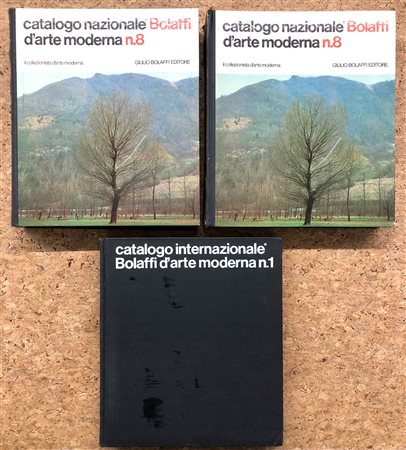 catalogo nazionale Bolaffi
d'arte moderna n.8
il collezionista d'arte moderna
GIULIO BOLAFFI EDITORE
catalogo nazionale Bolaffi
d'arte moderna n.8
il collezionista d'arte moderna
GIULIO BOLAFFI EDITORE
catalogo internazionale
Bolaffi d'arte moderna n.1